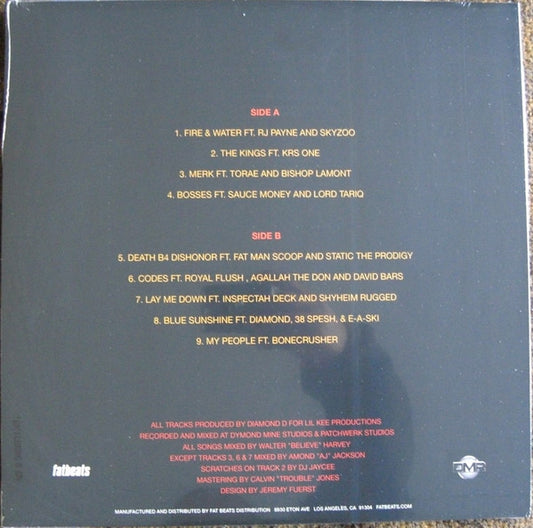 SIDE A
1. FIRE & WATER FT. RJ PAYNE AND SKYZOO
2. THE KINGS FT. KRS ONE
3. MERK FT. TORAE AND BISHOP LAMONT
4. BOSSES FT. SAUCE MONEY AND LORD TARIQ
SIDE B
5. DEATH B4 DISHONOR FT. FAT MAN SCOOP AND STATIC THE PRODIGY
6. CODES FT. ROYAL FLUSH , AGALLAH THE DON AND DAVID BARS
7. LAY ME DOWN FT. INSPECTAH DECK AND SHYHEIM RUGGED
8. BLUE SUNSHINE FT. DIAMOND, 38 SPESH, & E-A-SKI
9. MY PEOPLE FT. BONECRUSHER
ALL TRACKS PRODUCED BY DIAMOND D FOR LIL KEE PRODUCTIONS
RECORDED AND MIXED AT DYMOND MINE STUDIOS & PATCHWERK STUDIOS
ALL SONGS MIXED BY WALTER "BELIEVE" HARVEY
EXCEPT TRACKS 3, 6 & 7 MIXED BY AMOND "AJ" JACKSON
SCRATCHES ON TRACK 2 BY DJ JAYCEE
MASTERING BY CALVIN "TROUBLE" JONES
DESIGN BY JEREMY FUERST
fatbeats
DMR
MANUFACTURED AND DISTRIBUTED BY FAT BEATS DISTRIBUTION 8930 ETON AVE LOS ANGELES, CA 91304 FATBEATS.COM